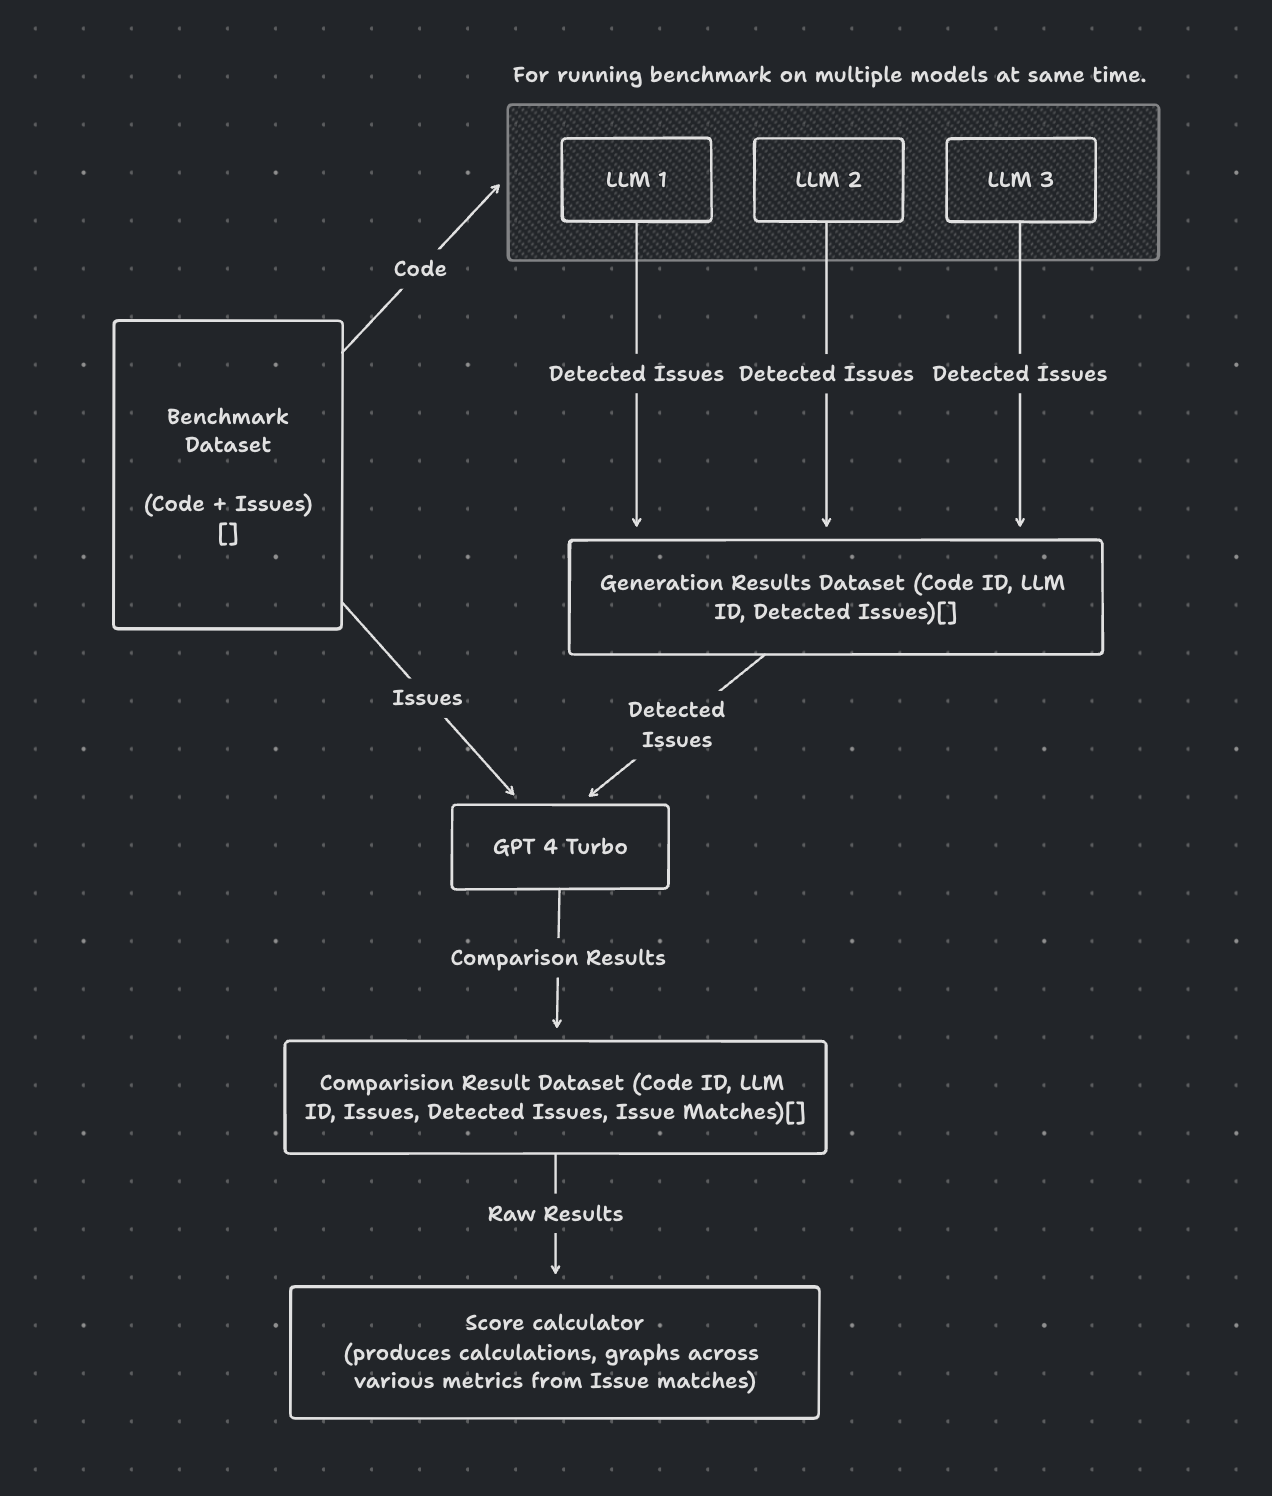 For running benchmark on multiple models at same time.
LLM 1
LLM 2
LLM 3
Code
Detected Issues
Detected Issues
Detected Issues
Benchmark
Dataset
(Code + Issues)
[]
Generation Results Dataset (Code ID, LLM
ID, Detected Issues)[]
Issues
Detected
Issues
GPT 4 Turbo
Comparison Results
Comparision Result Dataset (Code ID, LLM
ID, Issues, Detected Issues, Issue Matches)[]
Raw Results
Score calculator
(produces calculations, graphs across
various metrics from Issue matches)